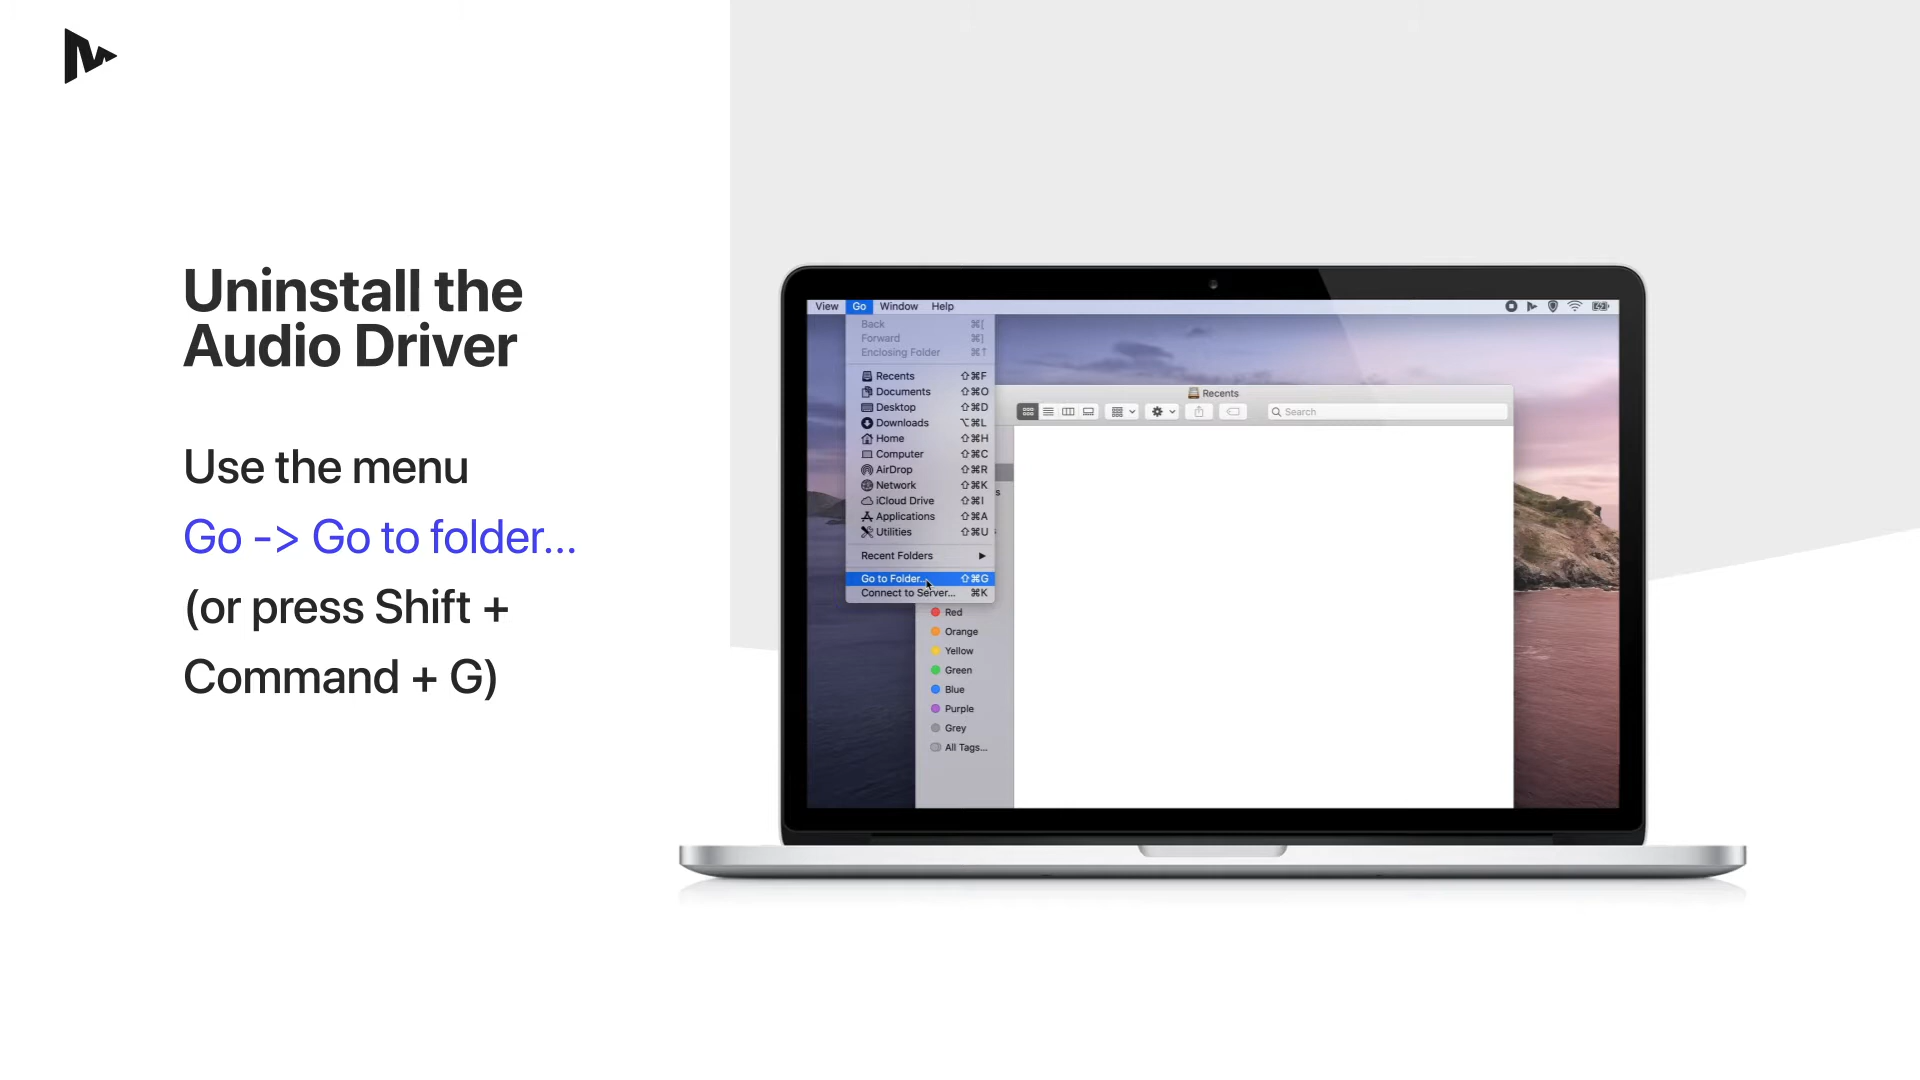 Uninstall the
Audio Driver
Use the menu
Go -> Go to folder...
(or press Shift +
Command + G)
View Go Window Help
Back ⌘[
Forward ⌘]
Enclosing Folder ⌘↑
Recents ⇧⌘F
Documents ⇧⌘O
Desktop ⇧⌘D
Downloads ⌥⌘L
Home ⇧⌘H
Computer ⇧⌘C
AirDrop ⇧⌘R
Network ⇧⌘K
iCloud Drive ⇧⌘I
Applications ⇧⌘A
Utilities ⇧⌘U
Recent Folders
Go to Folder... ⇧⌘G
Connect to Server... ⌘K
Recents
Search
Red
Orange
Yellow
Green
Blue
Purple
Grey
All Tags...